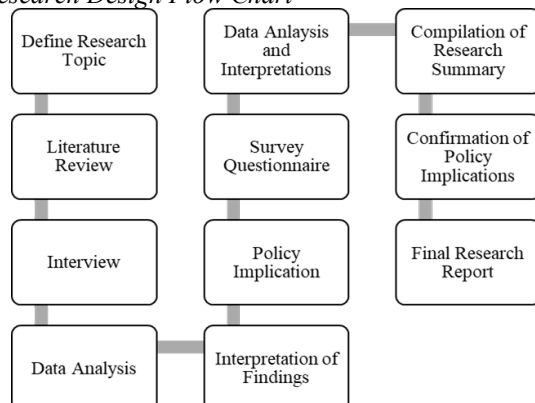 Research Design Flow Chart
Define Research
Topic
Literature
Review
Interview
Data Analysis
Interpretation of
Findings
Policy
Implication
Survey
Questionnaire
Data Anlaysis
and
Interpretations
Compilation of
Research
Summary
Confirmation of
Policy
Implications
Final Research
Report